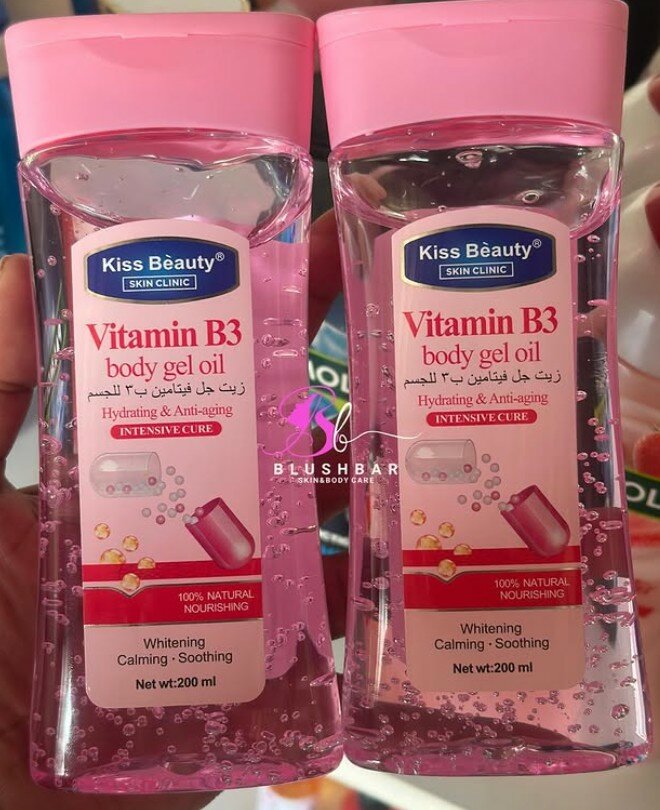 Kiss Bèauty®
SKIN CLINIC
Vitamin B3
body gel oil
زيت جل فيتامين ب٣ للجسم
Hydrating & Anti-aging
INTENSIVE CURE
100% NATURAL
NOURISHING
Whitening
Calming · Soothing
Net wt:200 ml
Kiss Bèauty®
SKIN CLINIC
Vitamin B3
body gel oil
زيت جل فيتامين ب٣ للجسم
Hydrating & Anti-aging
INTENSIVE CURE
100% NATURAL
NOURISHING
Whitening
Calming · Soothing
Net wt:200 ml
Bb
BLUSHBAR
SKIN&BODY CARE